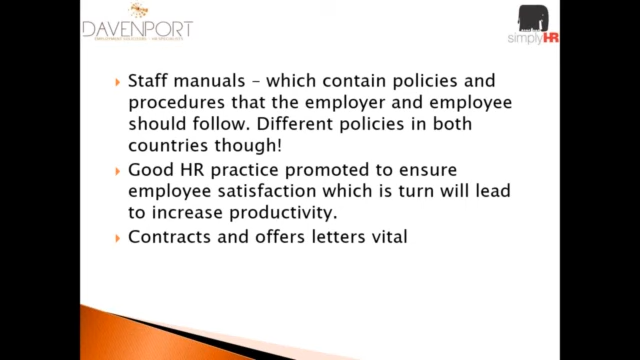 DAVENPORT
simplyHR
Staff manuals – which contain policies and
procedures that the employer and employee
should follow. Different policies in both
countries though!
Good HR practice promoted to ensure
employee satisfaction which is turn will lead
to increase productivity.
Contracts and offers letters vital